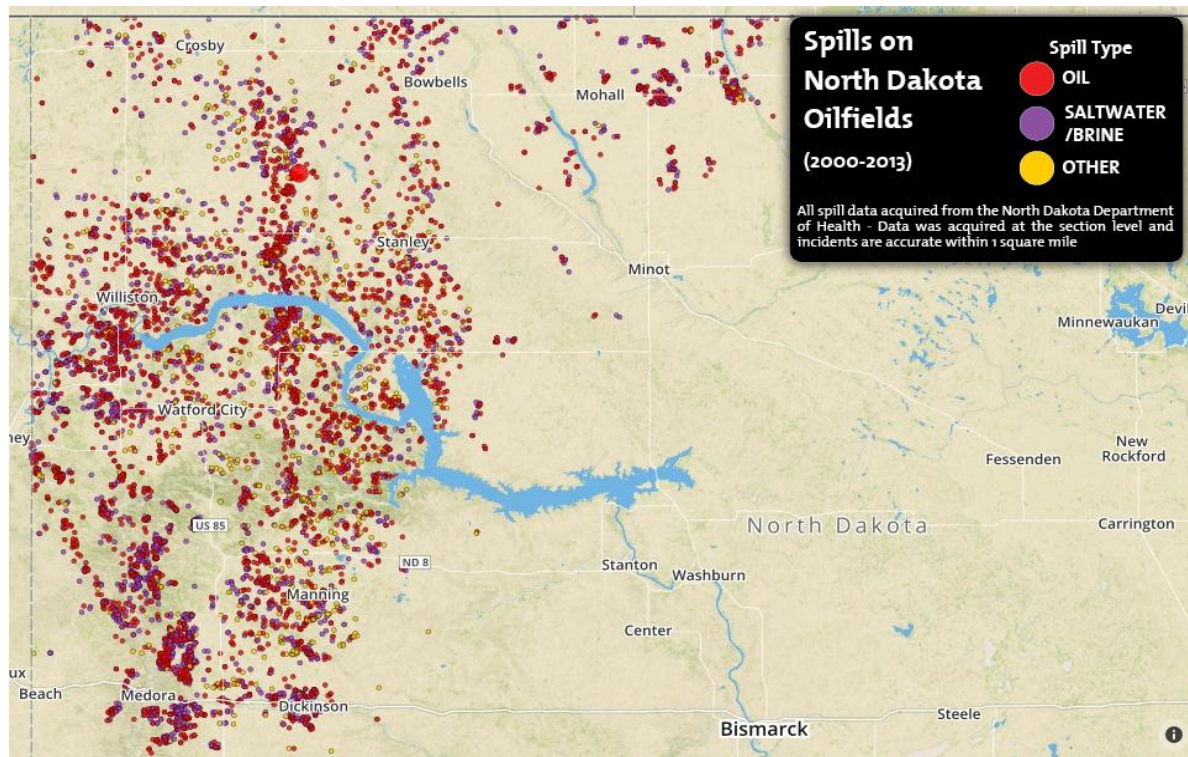 Spills on
North Dakota
Oilfields
(2000-2013)
Spill Type
OIL
SALTWATER
/BRINE
OTHER
All spill data acquired from the North Dakota Department
of Health - Data was acquired at the section level and
incidents are accurate within 1 square mile
Crosby
Bowbells
Mohall
Stanley
Minot
Williston
Minnewaukan
Devil
Watford City
ney
New
Rockford
Fessenden
US 85
North Dakota
Carrington
ND 8
Stanton
Washburn
Manning
Center
ux
Beach
Medora
Dickinson
Steele
Bismarck
i